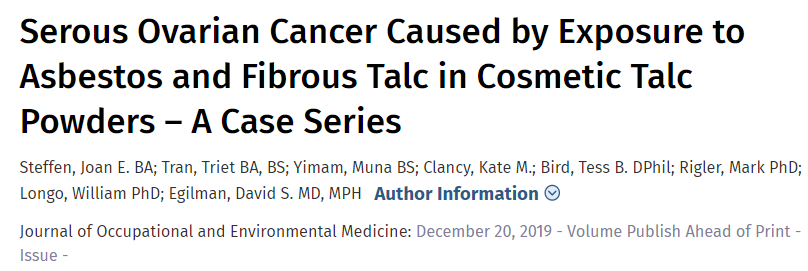 Serous Ovarian Cancer Caused by Exposure to
Asbestos and Fibrous Talc in Cosmetic Talc
Powders – A Case Series
Steffen, Joan E. BA; Tran, Triet BA, BS; Yimam, Muna BS; Clancy, Kate M.; Bird, Tess B. DPhil; Rigler, Mark PhD;
Longo, William PhD; Egilman, David S. MD, MPH Author Information
Journal of Occupational and Environmental Medicine: December 20, 2019 - Volume Publish Ahead of Print -
Issue -